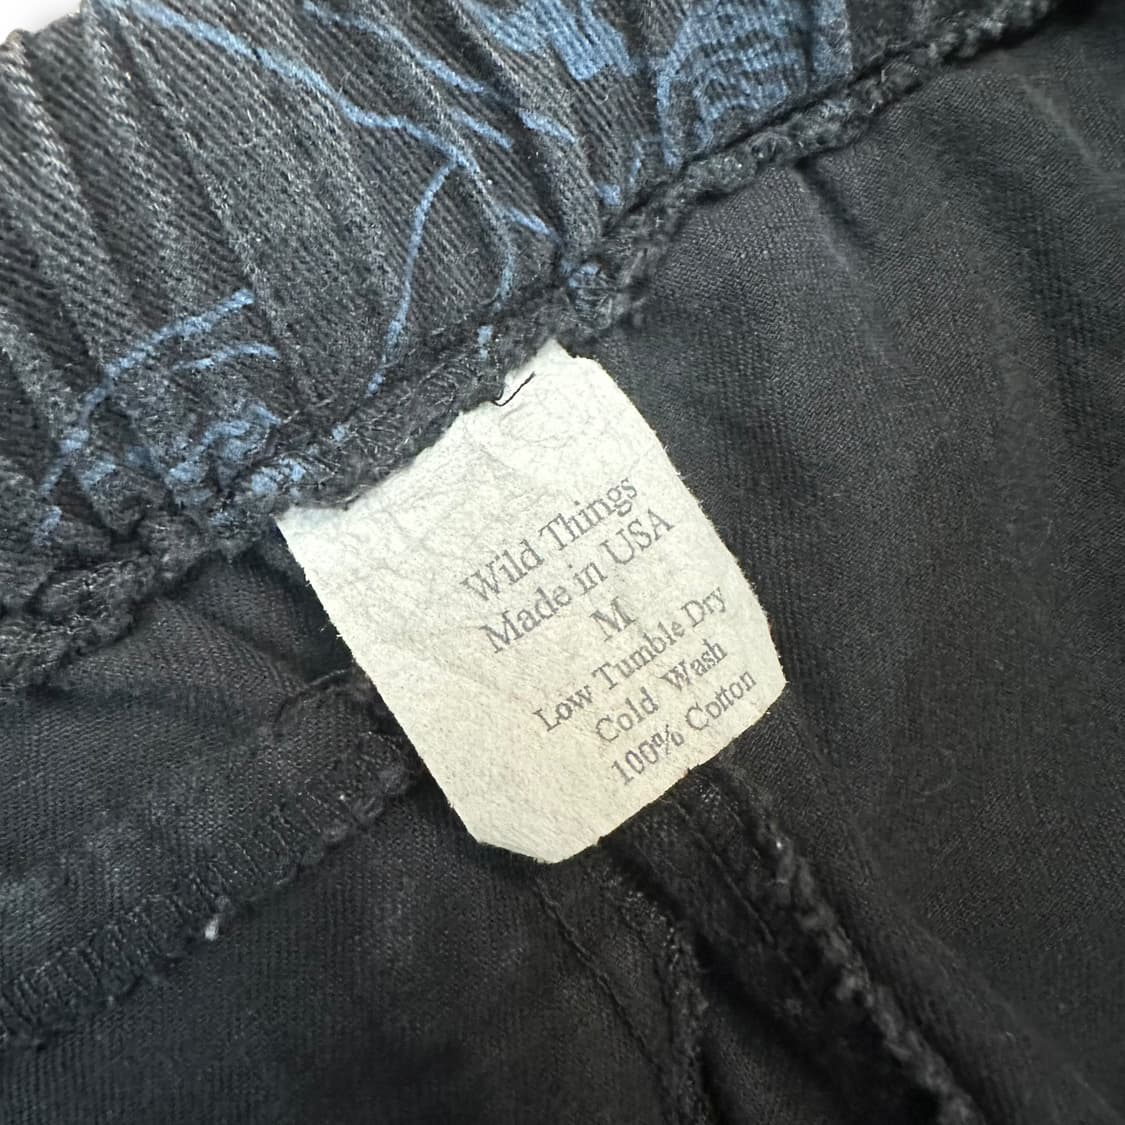 Wild Things
Made in USA
M
Low Tumble Dry
Cold Wash
100% Cotton